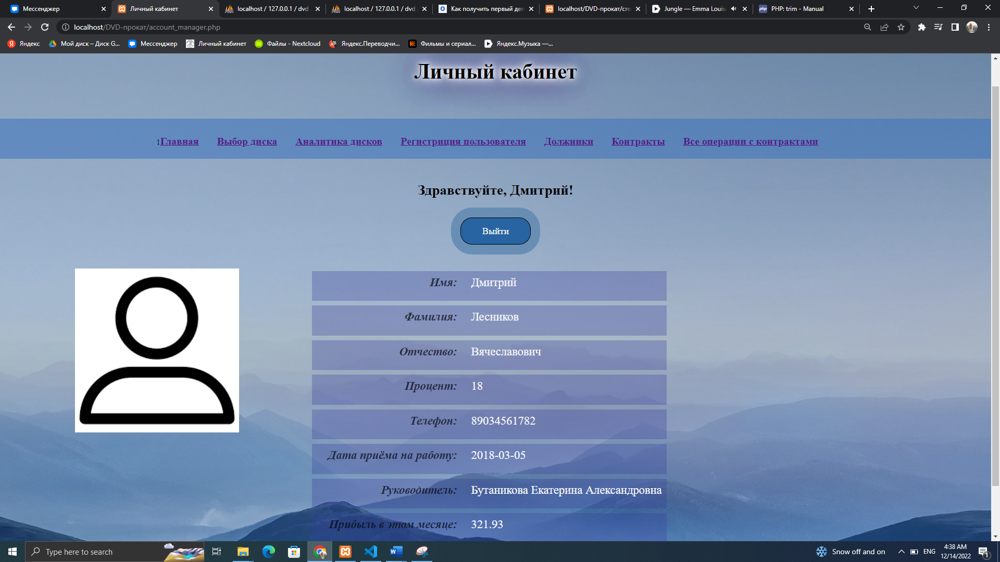 Мессенджер
Личный кабинет
localhost / 127.0.0.1 / dvd
localhost / 127.0.0.1 / dvd
Как получить первый ден
localhost/DVD-прокат/cre
Jungle — Emma Louis
PHP: trim - Manual
localhost/DVD-прокат/account_manager.php
Яндекс
Мой диск – Диск G...
Мессенджер
Личный кабинет
Файлы - Nextcloud
Яндекс.Переводчи...
Фильмы и сериал...
Яндекс.Музыка —...
Личный кабинет
1Главная Выбор диска Аналитика дисков Регистриция пользователя Должники Контракты Все операции с контрактами
Здравствуйте, Дмитрий!
Выйти
Имя: Дмитрий
Фамилия: Лесников
Отчество: Вячеславович
Процент: 18
Телефон: 89034561782
Дата приёма на работу: 2018-03-05
Руководитель: Бутаникова Екатерина Александровна
Прибыль в этом месяце: 321.93
Type here to search
Snow off and on
ENG
4:38 AM
12/14/2022
1